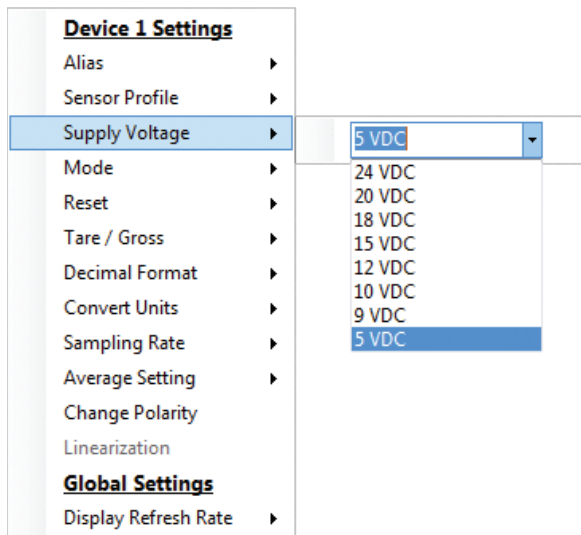 Device 1 Settings
Alias
Sensor Profile
Supply Voltage
5 VDC
24 VDC
20 VDC
18 VDC
15 VDC
12 VDC
10 VDC
9 VDC
5 VDC
Mode
Reset
Tare / Gross
Decimal Format
Convert Units
Sampling Rate
Average Setting
Change Polarity
Linearization
Global Settings
Display Refresh Rate